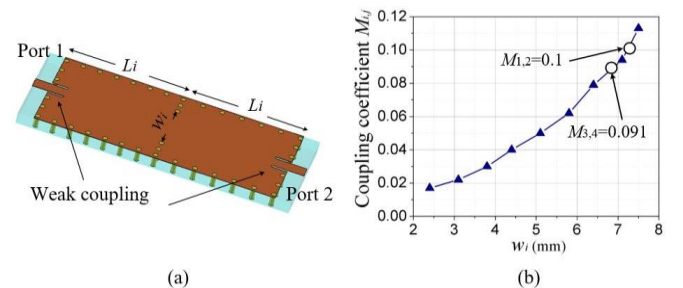 Port 1
Li
Li
Wi
Weak coupling
Port 2
(a)
(b)
Coupling coefficient Mi,j
0.12
0.10
0.08
0.06
0.04
0.02
0.00
M1,2=0.1
M3,4=0.091
2 3 4 5 6 7 8
Wi (mm)